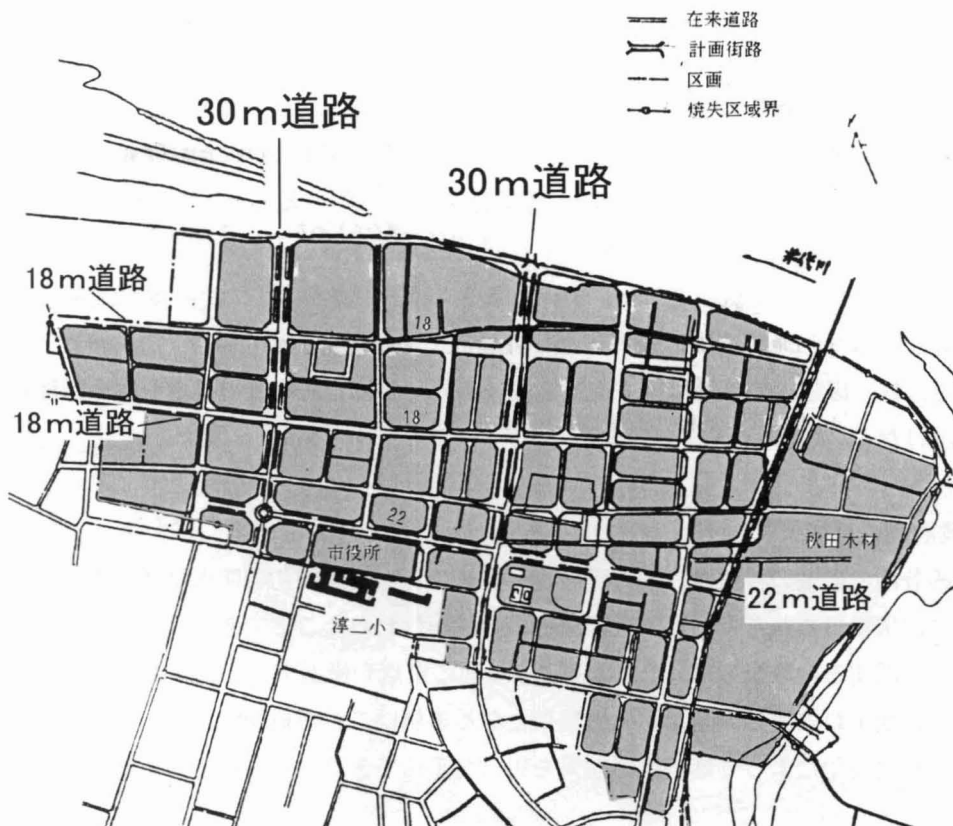 在来道路
計画街路
区画
焼失区域界
30m道路
30m道路
米代川
18m道路
18
18
18m道路
22
市役所
秋田木材
22m道路
渟二小